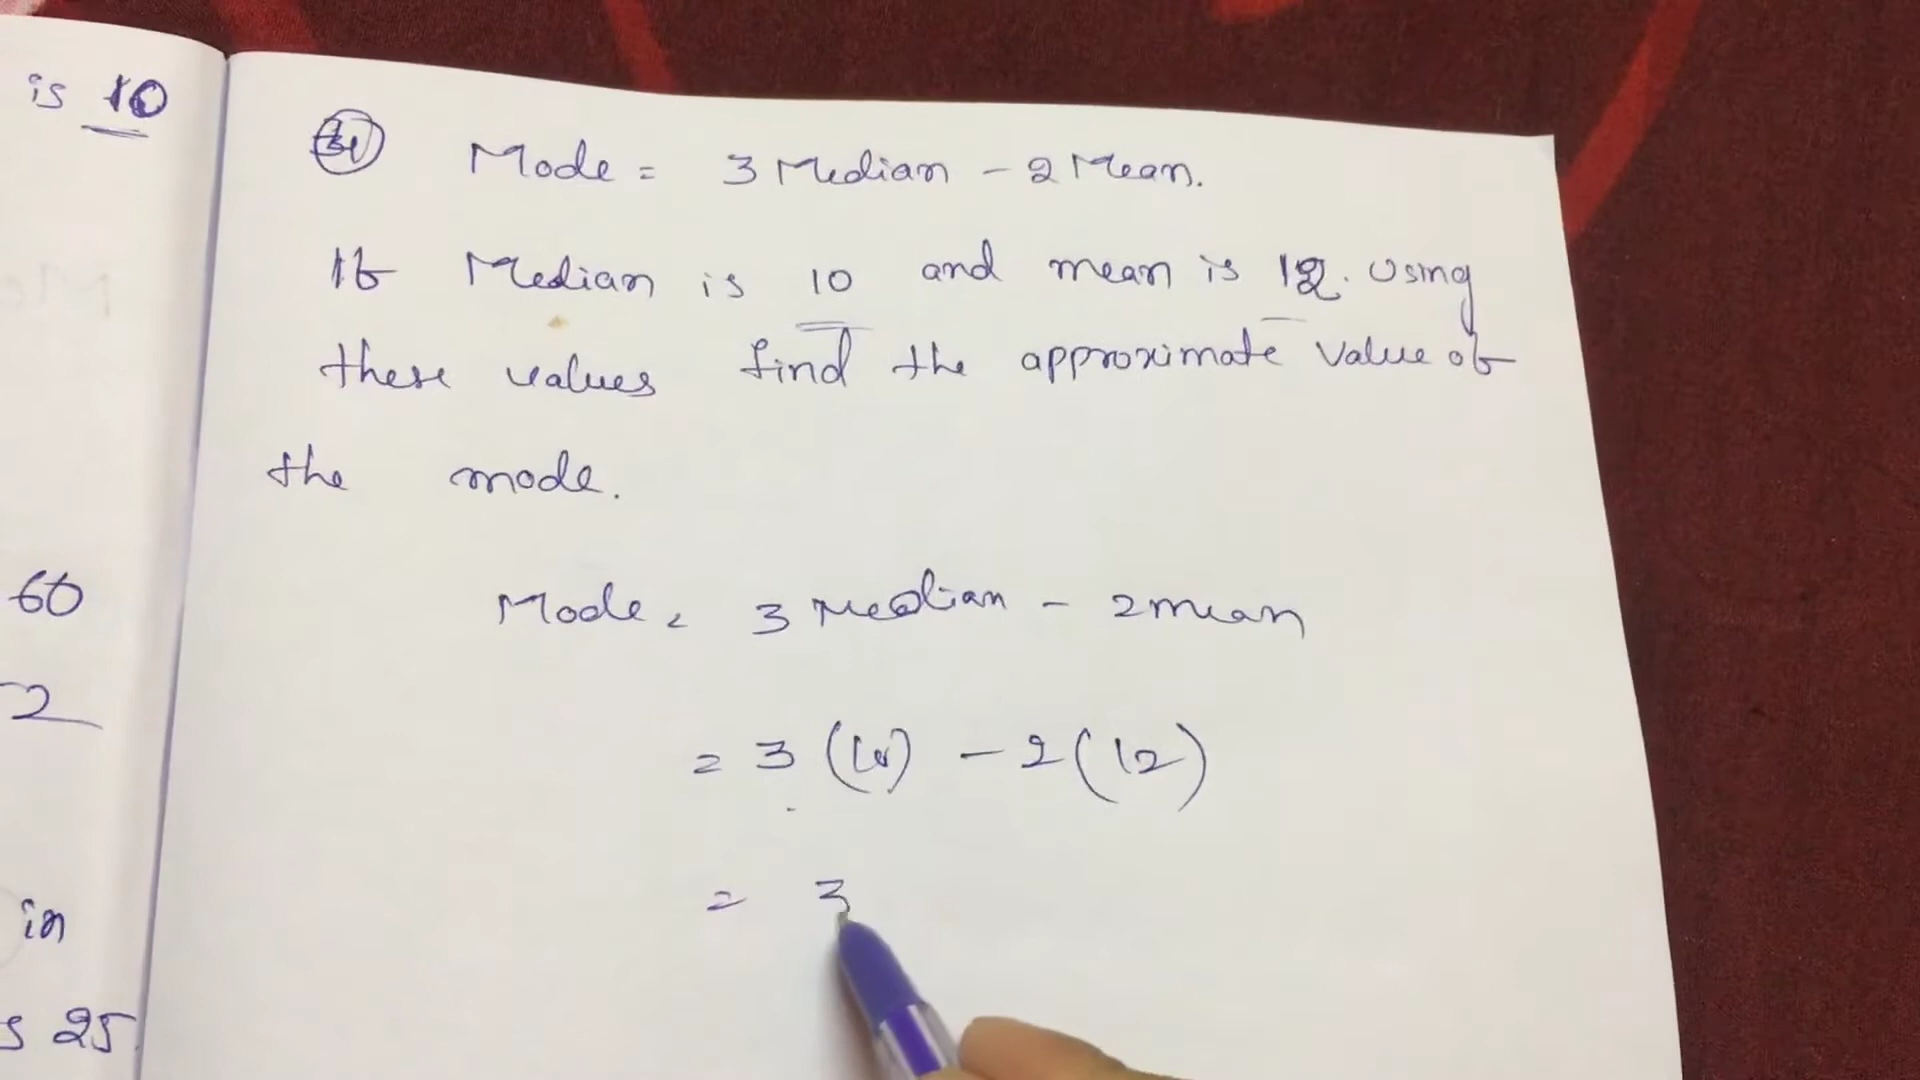 is 10
60
2
in
s 25
Mode = 3 Median - 2 Mean.
If Median is 10 and mean is 12. Using
these values find the approximate value of
the mode.
Mode = 3 Median - 2 mean
= 3 (10) - 2 (12)
= 3